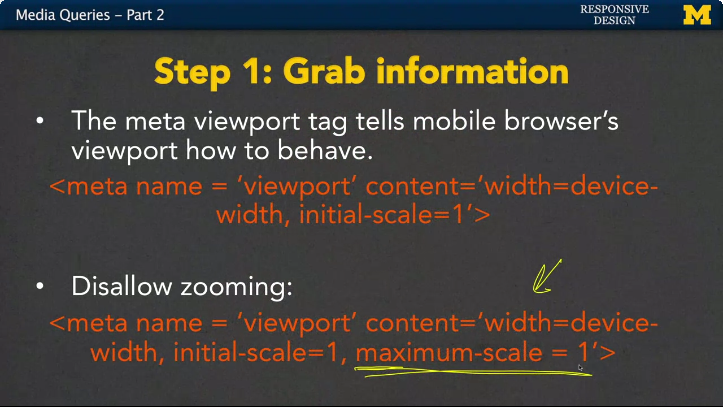 Media Queries – Part 2
RESPONSIVE
DESIGN
M
Step 1: Grab information
• The meta viewport tag tells mobile browser's
viewport how to behave.
<meta name = ‘viewport’ content=‘width=device-
width, initial-scale=1’>
• Disallow zooming:
<meta name = ‘viewport’ content=‘width=device-
width, initial-scale=1, maximum-scale = 1’>